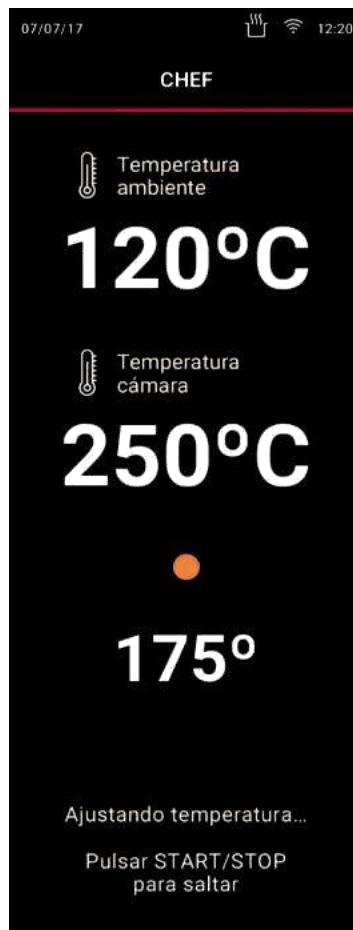 07/07/17 12:20
CHEF
Temperatura
ambiente
120ºC
Temperatura
cámara
250ºC
175º
Ajustando temperatura...
Pulsar START/STOP
para saltar